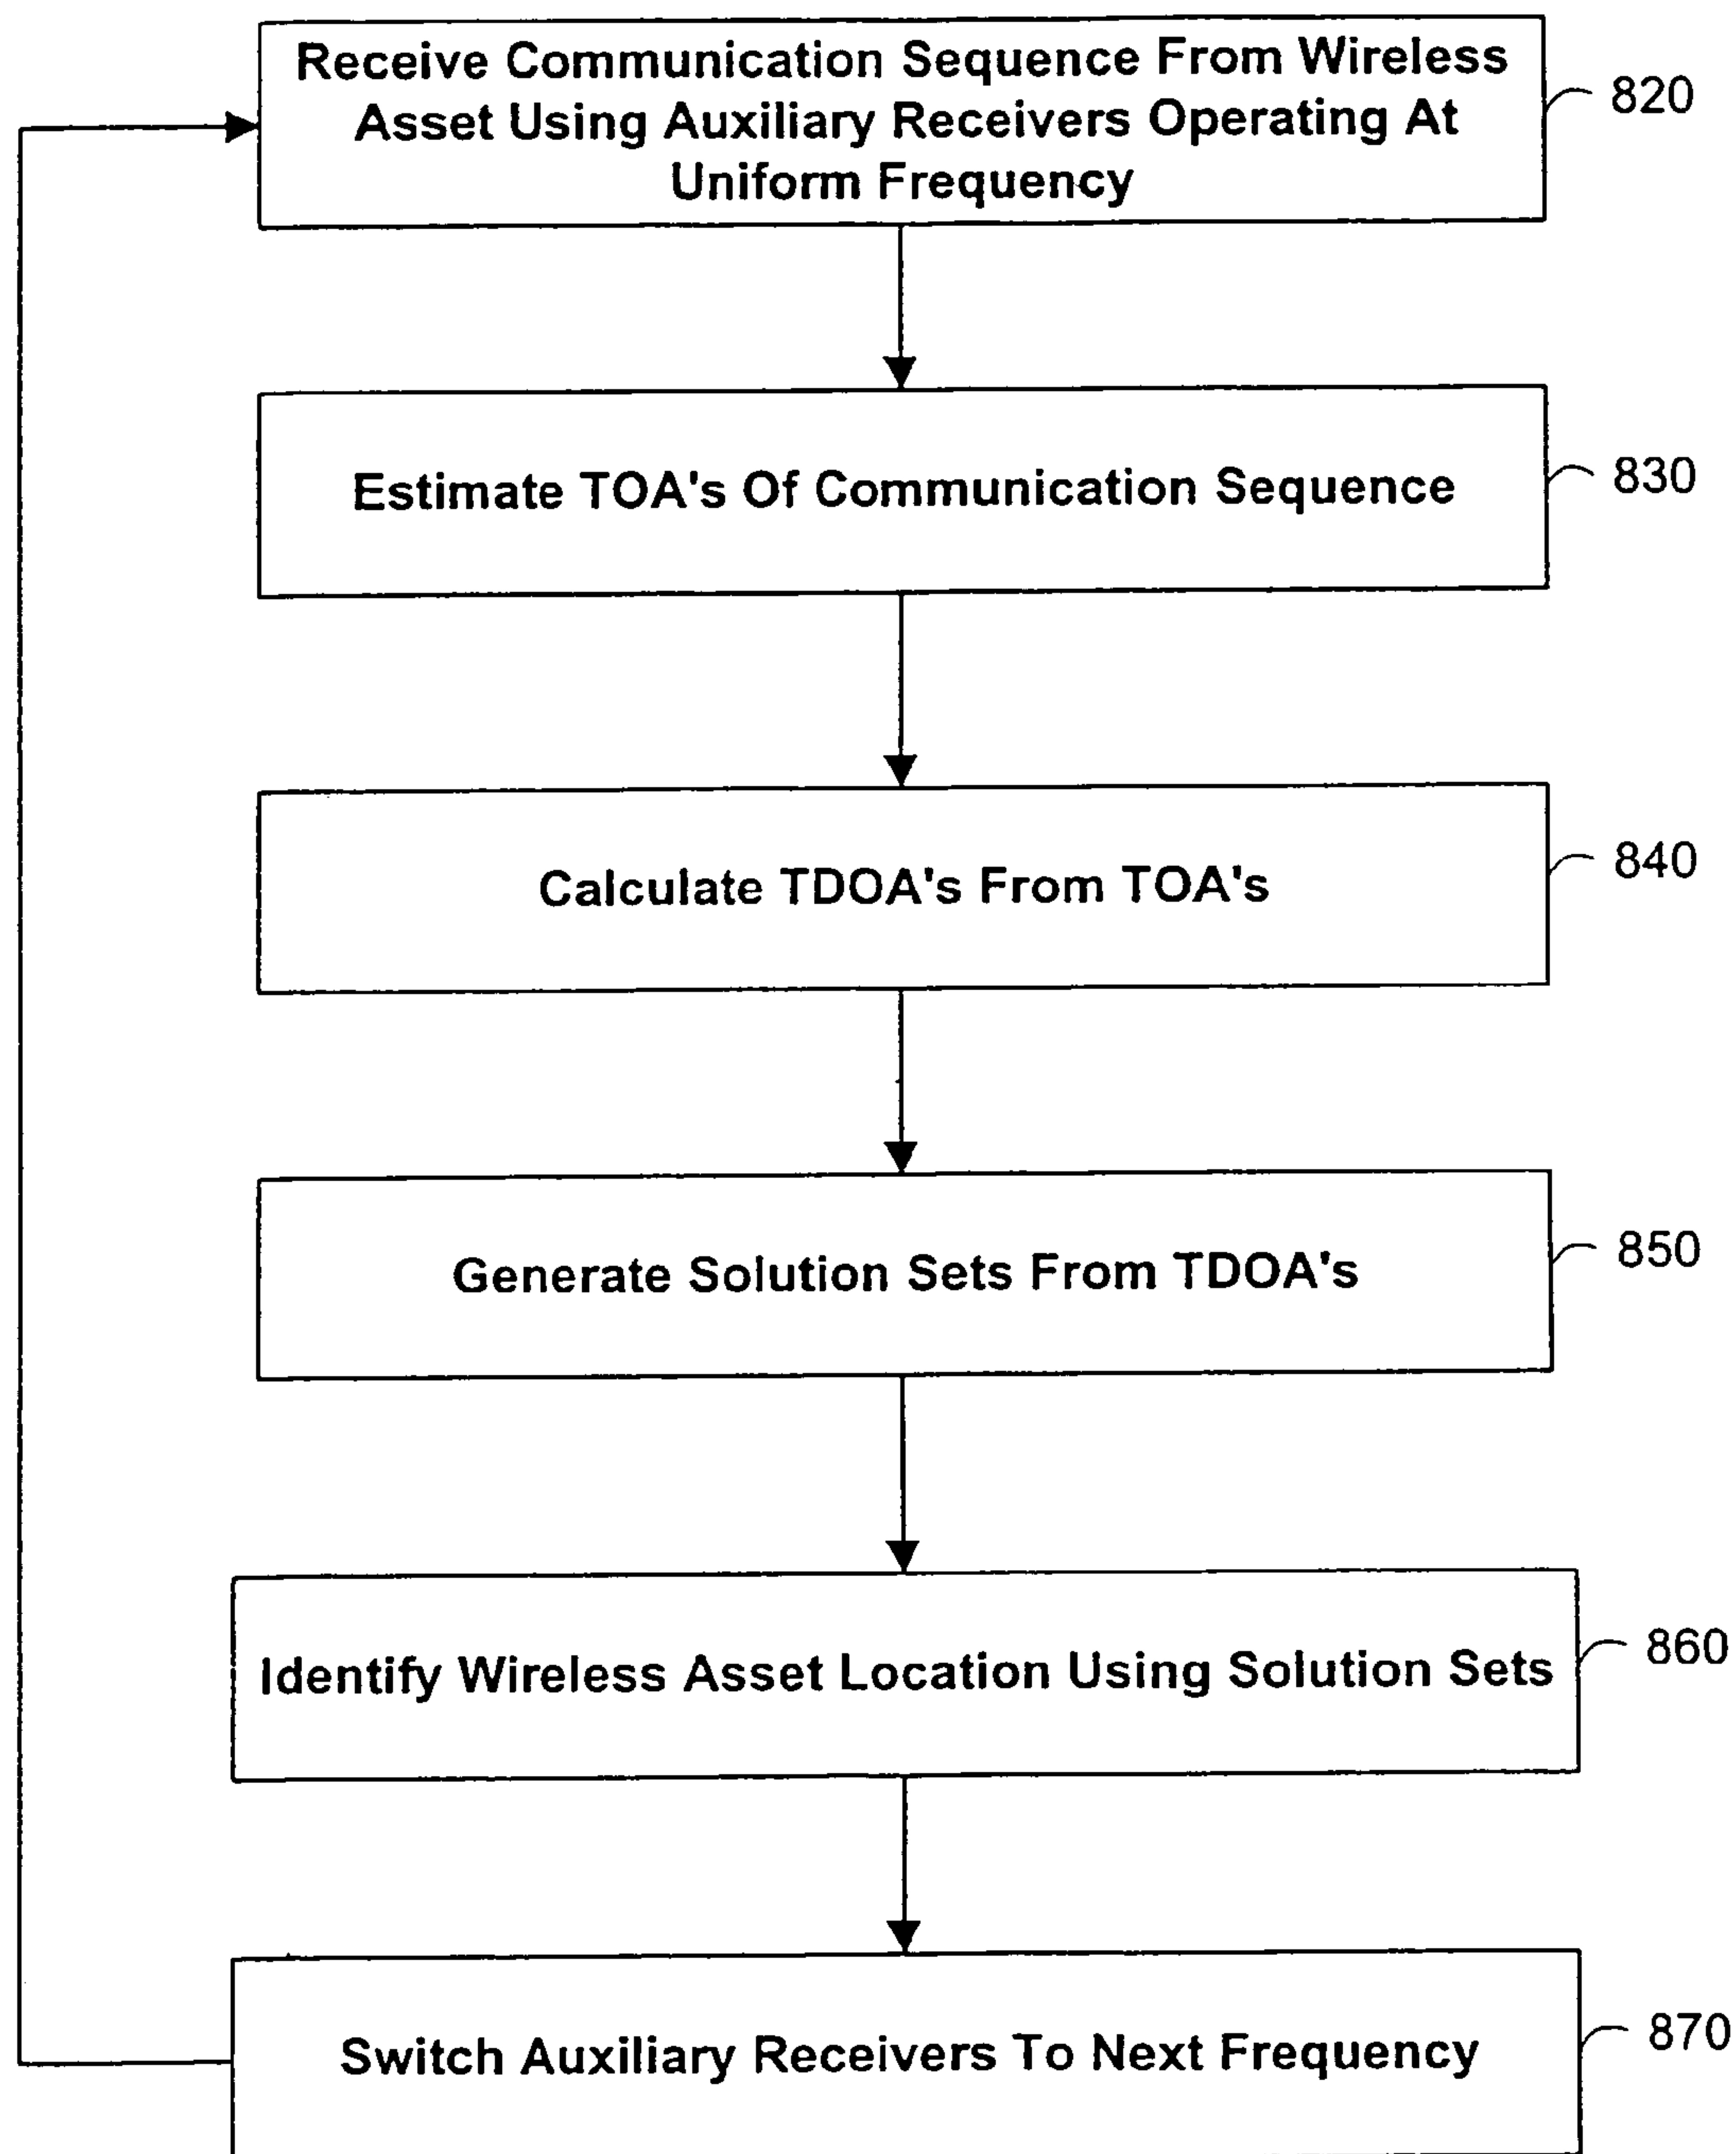 Receive Communication Sequence From Wireless
Asset Using Auxiliary Receivers Operating At
Uniform Frequency
820
Estimate TOA's Of Communication Sequence
830
Calculate TDOA's From TOA's
840
Generate Solution Sets From TDOA's
850
Identify Wireless Asset Location Using Solution Sets
860
Switch Auxiliary Receivers To Next Frequency
870